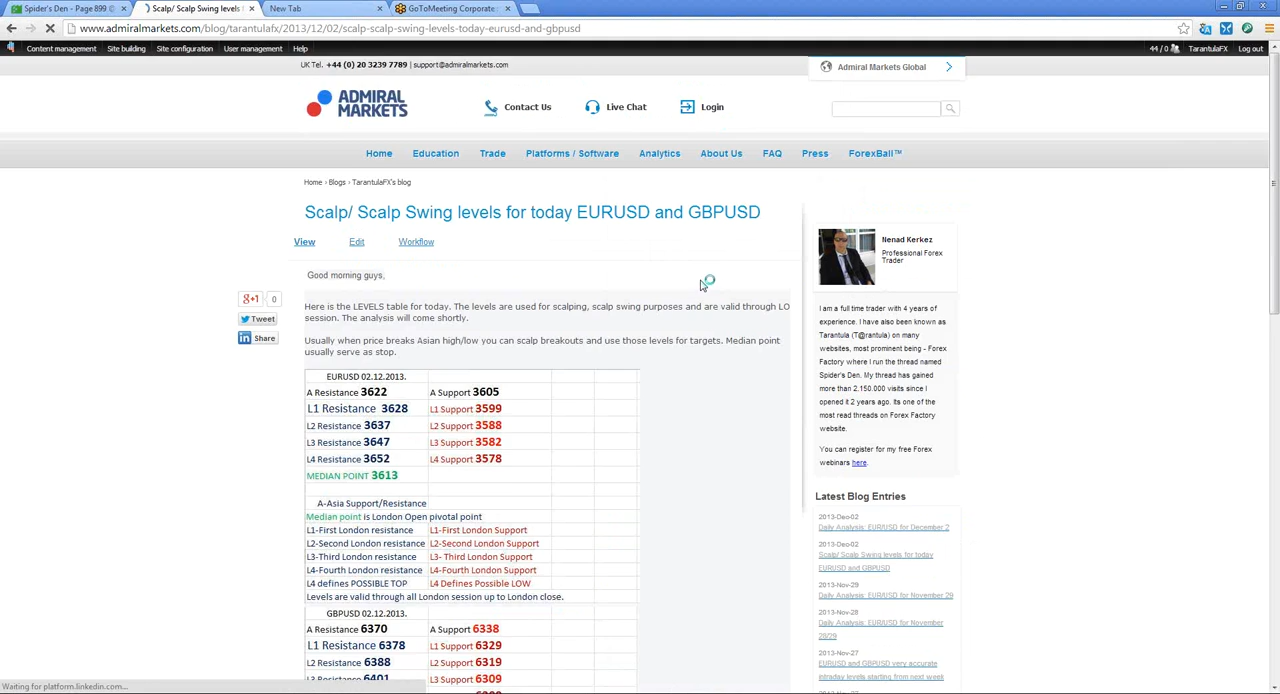 Spider's Den - Page 899
Scalp/ Scalp Swing levels
New Tab
GoToMeeting Corporate
www.admiralmarkets.com/blog/tarantulafx/2013/12/02/scalp-scalp-swing-levels-today-eurusd-and-gbpusd
Content management Site building Site configuration User management Help
44 / 0 TarantulaFX Log out
UK Tel. +44 (0) 20 3239 7789 | support@admiralmarkets.com
Admiral Markets Global
ADMIRAL
MARKETS
Contact Us Live Chat Login
Home Education Trade Platforms / Software Analytics About Us FAQ Press ForexBall™
Home › Blogs › TarantulaFX's blog
Scalp/ Scalp Swing levels for today EURUSD and GBPUSD
View Edit Workflow
Good morning guys,
g+1 0
Tweet
in Share
Here is the LEVELS table for today. The levels are used for scalping, scalp swing purposes and are valid through LO
session. The analysis will come shortly.
Usually when price breaks Asian high/low you can scalp breakouts and use those levels for targets. Median point
usually serve as stop.
EURUSD 02.12.2013.
A Resistance 3622 A Support 3605
L1 Resistance 3628 L1 Support 3599
L2 Resistance 3637 L2 Support 3588
L3 Resistance 3647 L3 Support 3582
L4 Resistance 3652 L4 Support 3578
MEDIAN POINT 3613
A-Asia Support/Resistance
Median point is London Open pivotal point
L1-First London resistance L1-First London Support
L2-Second London resistance L2-Second London Support
L3-Third London resistance L3- Third London Support
L4-Fourth London resistance L4-Fourth London Support
L4 defines POSSIBLE TOP L4 Defines Possible LOW
Levels are valid through all London session up to London close.
GBPUSD 02.12.2013.
A Resistance 6370 A Support 6338
L1 Resistance 6378 L1 Support 6329
L2 Resistance 6388 L2 Support 6319
L3 Resistance 6401 L3 Support 6309
Nenad Kerkez
Professional Forex
Trader
I am a full time trader with 4 years of
experience. I have also been known as
Tarantula (T@rantula) on many
websites, most prominent being - Forex
Factory where I run the thread named
Spider's Den. My thread has gained
more than 2.150.000 visits since I
opened it 2 years ago. Its one of the
most read threads on Forex Factory
website.
You can register for my free Forex
webinars here.
Latest Blog Entries
2013-Dec-02
Daily Analysis: EUR/USD for December 2
2013-Dec-02
Scalp/ Scalp Swing levels for today
EURUSD and GBPUSD
2013-Nov-29
Daily Analysis: EUR/USD for November 29
2013-Nov-28
Daily Analysis: EUR/USD for November
28/29
2013-Nov-27
EURUSD and GBPUSD very accurate
intraday levels starting from next week
Waiting for platform.linkedin.com...